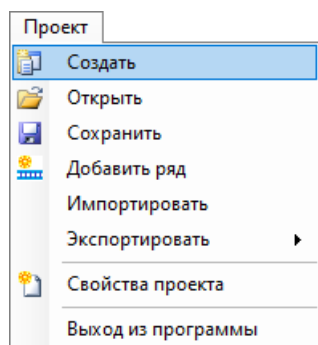 Проект
Создать
Открыть
Сохранить
Добавить ряд
Импортировать
Экспортировать
Свойства проекта
Выход из программы